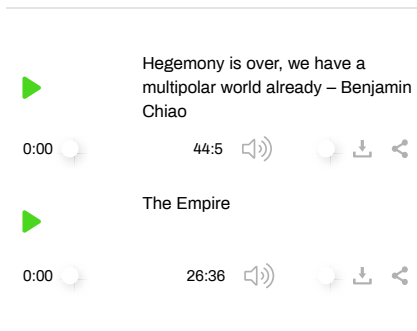 Hegemony is over, we have a
multipolar world already – Benjamin
Chiao
0:00 44:5
The Empire
0:00 26:36